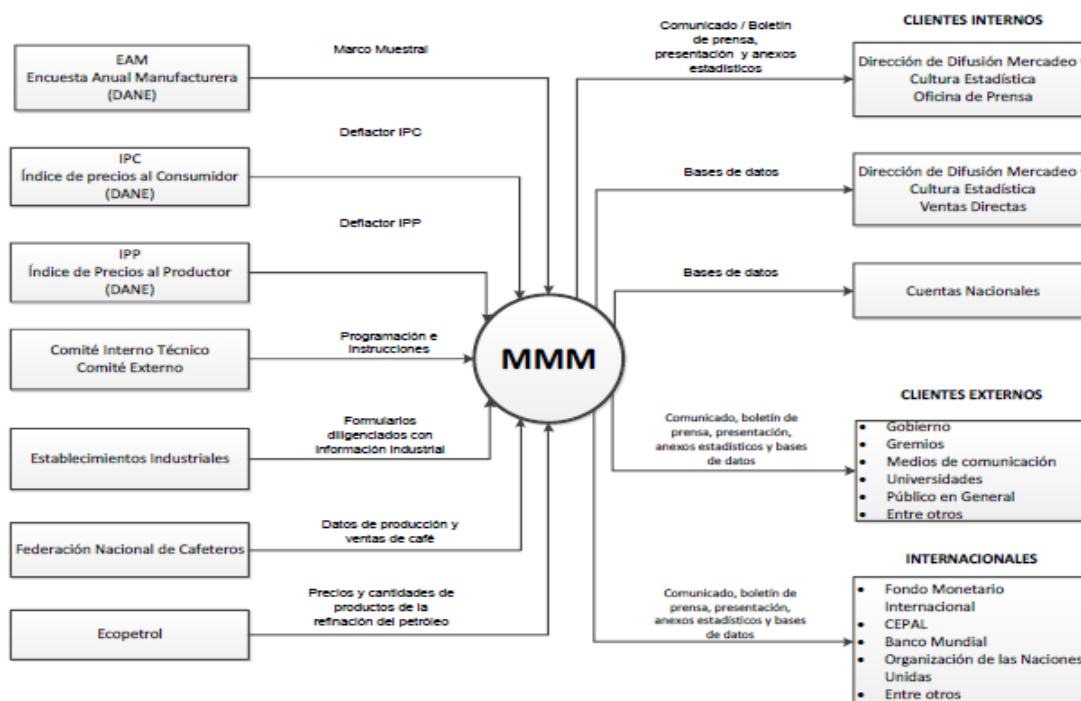 EAM
Encuesta Anual Manufacturera
(DANE)
Marco Muestral
IPC
Índice de precios al Consumidor
(DANE)
Deflactor IPC
IPP
Índice de Precios al Productor
(DANE)
Deflactor IPP
Comité Interno Técnico
Comité Externo
Programación e
Instrucciones
Establecimientos Industriales
Formularios
diligenciados con
Información Industrial
Federación Nacional de Cafeteros
Datos de producción y
ventas de café
Ecopetrol
Precios y cantidades de
productos de la
refinación del petróleo
MMM
CLIENTES INTERNOS
Comunicado / Boletín
de prensa,
presentación y anexos
estadísticos
Dirección de Difusión Mercadeo
Cultura Estadística
Oficina de Prensa
Bases de datos
Dirección de Difusión Mercadeo
Cultura Estadística
Ventas Directas
Bases de datos
Cuentas Nacionales
CLIENTES EXTERNOS
Comunicado, boletín de
prensa, presentación,
anexos estadísticos y bases
de datos
• Gobierno
• Gremios
• Medios de comunicación
• Universidades
• Público en General
• Entre otros
INTERNACIONALES
Comunicado, boletín de
prensa, presentación,
anexos estadísticos y bases
de datos
• Fondo Monetario
Internacional
• CEPAL
• Banco Mundial
• Organización de las Naciones
Unidas
• Entre otros